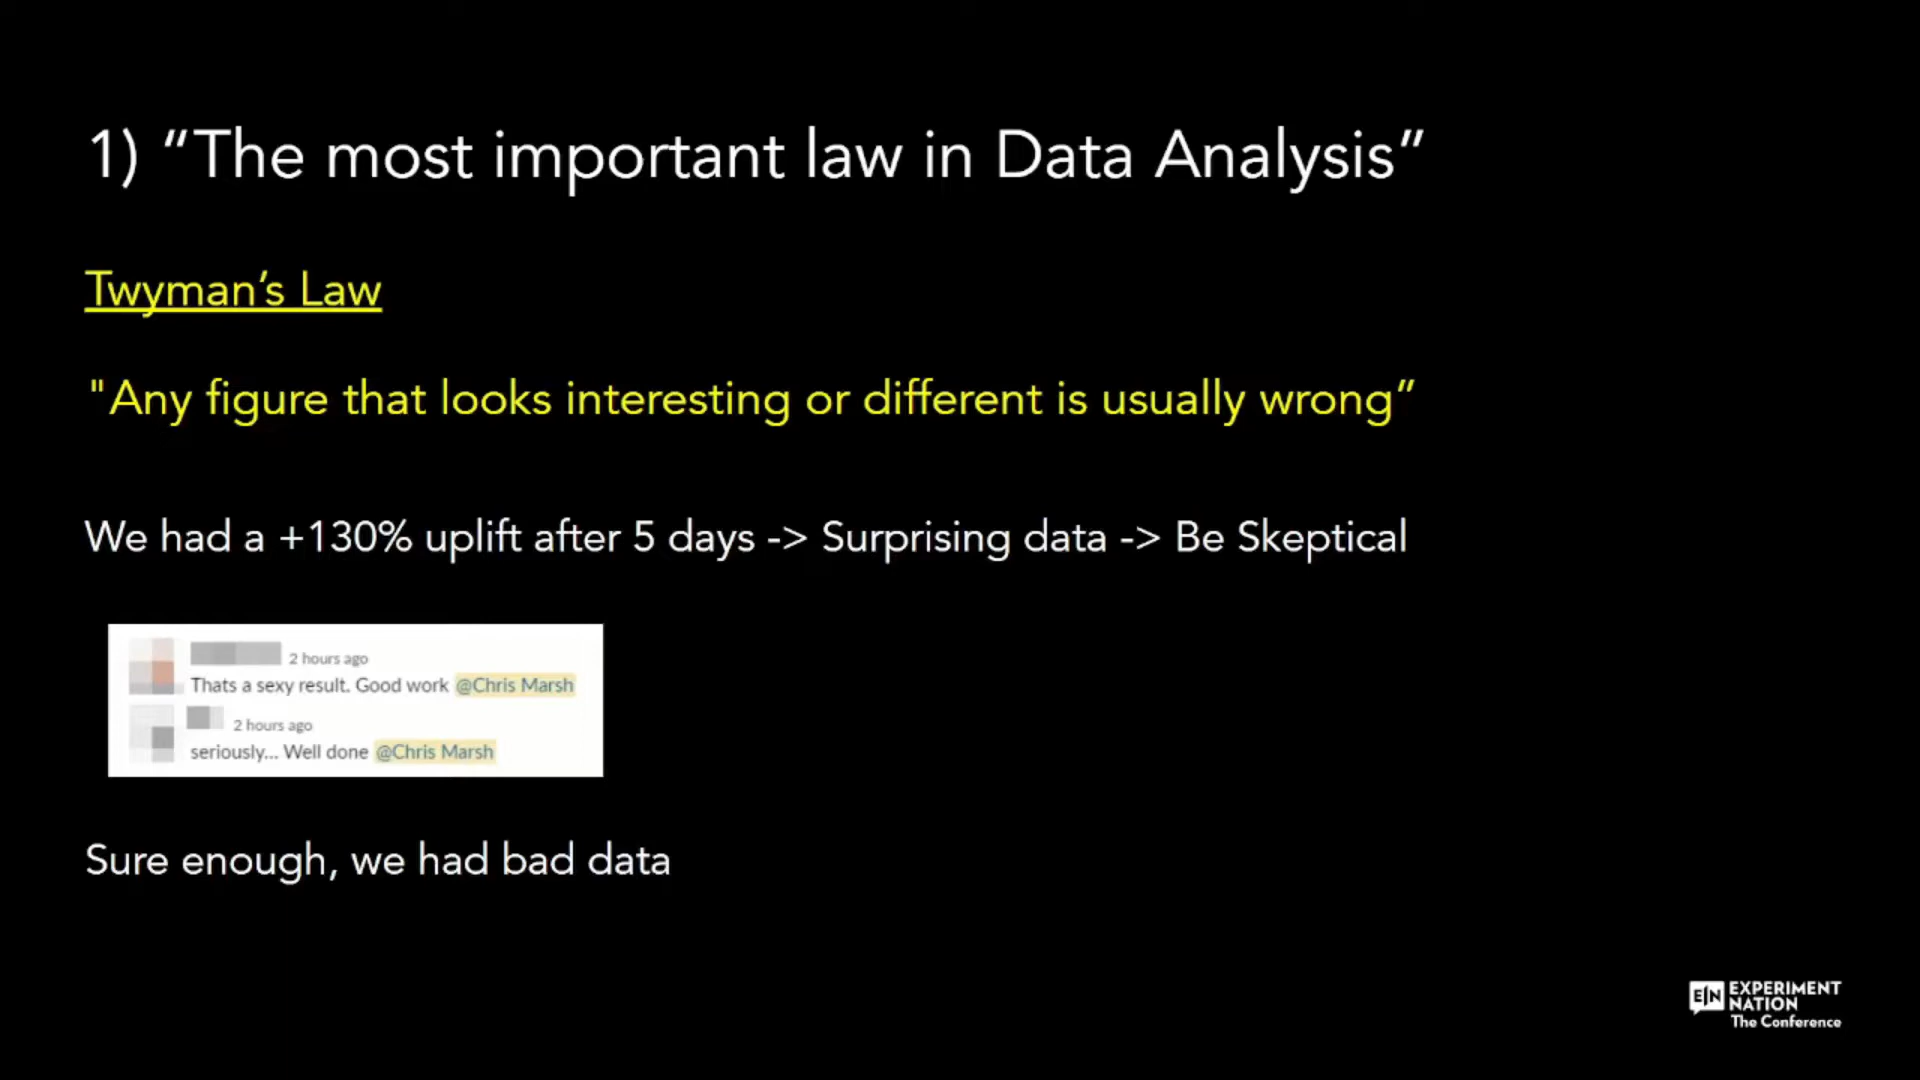 1) “The most important law in Data Analysis”
Twyman’s Law
"Any figure that looks interesting or different is usually wrong”
We had a +130% uplift after 5 days -> Surprising data -> Be Skeptical
2 hours ago
Thats a sexy result. Good work @Chris Marsh
2 hours ago
seriously... Well done @Chris Marsh
Sure enough, we had bad data
E|N EXPERIMENT
NATION
The Conference